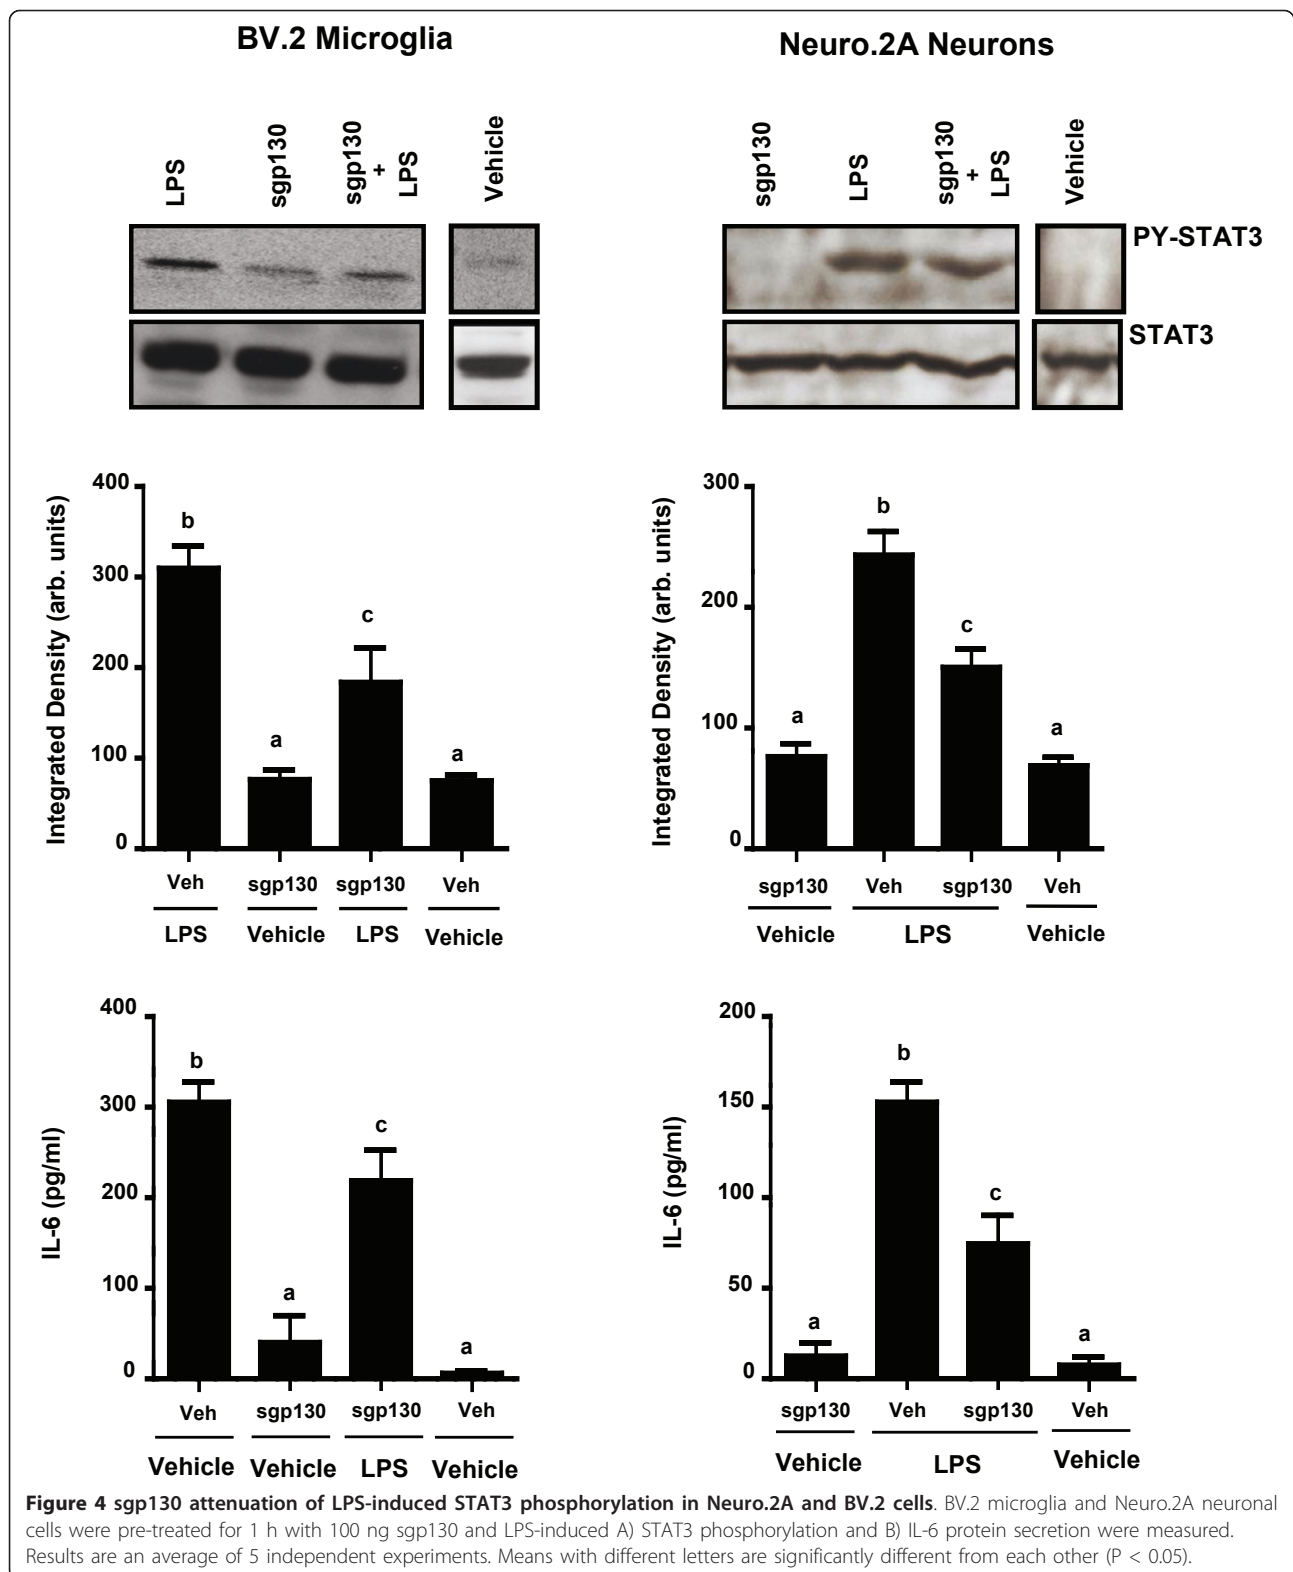 BV.2 Microglia
Neuro.2A Neurons
LPS
sgp130
sgp130
+
LPS
Vehicle
sgp130
LPS
sgp130
+
LPS
Vehicle
PY-STAT3
STAT3
Integrated Density (arb. units)
400
300
200
100
0
b
a
c
a
Veh
sgp130
sgp130
Veh
LPS
Vehicle
LPS
Vehicle
Integrated Density (arb. units)
300
200
100
0
a
b
c
a
sgp130
Veh
sgp130
Veh
Vehicle
LPS
Vehicle
IL-6 (pg/ml)
400
300
200
100
0
b
a
c
a
Veh
sgp130
sgp130
Veh
Vehicle
Vehicle
LPS
Vehicle
IL-6 (pg/ml)
200
150
100
50
0
a
b
c
a
sgp130
Veh
sgp130
Veh
Vehicle
LPS
Vehicle
Figure 4 sgp130 attenuation of LPS-induced STAT3 phosphorylation in Neuro.2A and BV.2 cells. BV.2 microglia and Neuro.2A neuronal
cells were pre-treated for 1 h with 100 ng sgp130 and LPS-induced A) STAT3 phosphorylation and B) IL-6 protein secretion were measured.
Results are an average of 5 independent experiments. Means with different letters are significantly different from each other (P < 0.05).